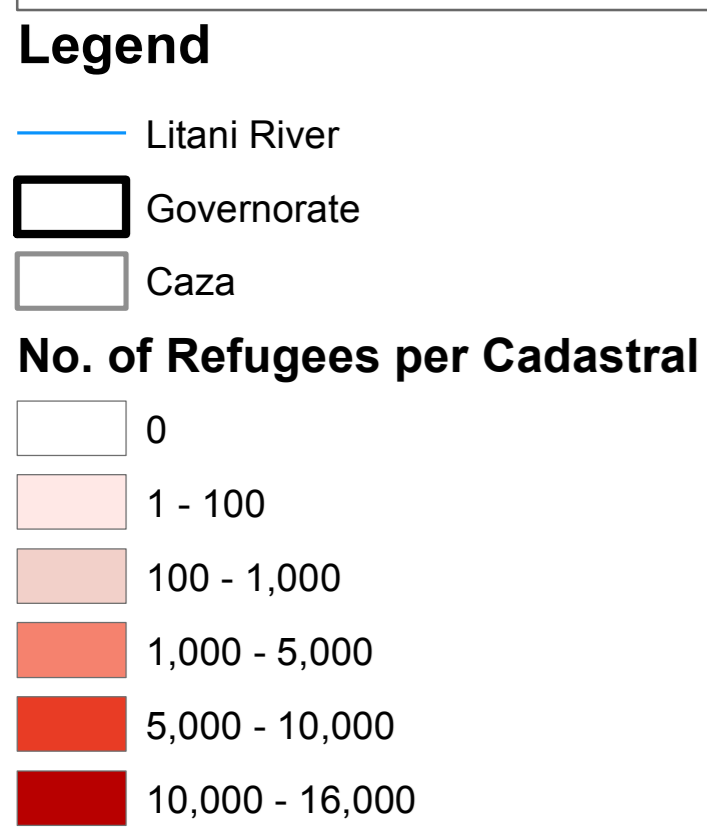 Legend
Litani River
Governorate
Caza
No. of Refugees per Cadastral
0
1 - 100
100 - 1,000
1,000 - 5,000
5,000 - 10,000
10,000 - 16,000